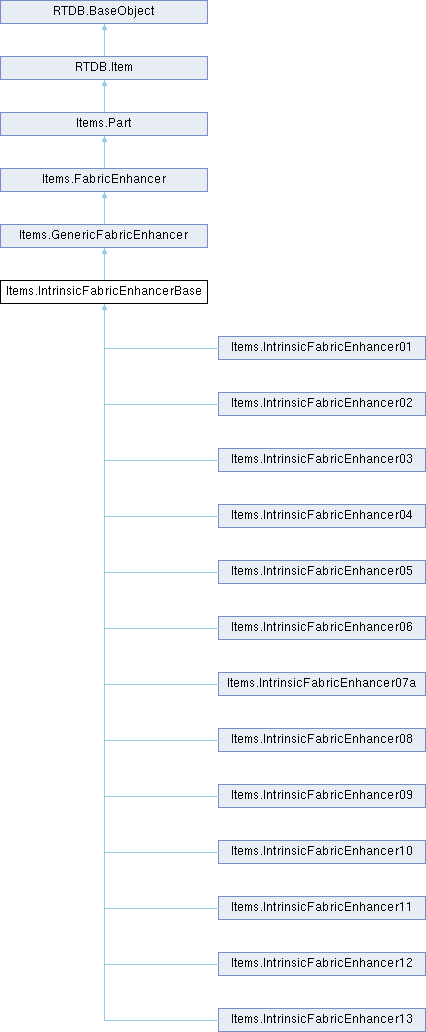 RTDB.BaseObject
RTDB.Item
Items.Part
Items.FabricEnhancer
Items.GenericFabricEnhancer
Items.IntrinsicFabricEnhancerBase
Items.IntrinsicFabricEnhancer01
Items.IntrinsicFabricEnhancer02
Items.IntrinsicFabricEnhancer03
Items.IntrinsicFabricEnhancer04
Items.IntrinsicFabricEnhancer05
Items.IntrinsicFabricEnhancer06
Items.IntrinsicFabricEnhancer07a
Items.IntrinsicFabricEnhancer08
Items.IntrinsicFabricEnhancer09
Items.IntrinsicFabricEnhancer10
Items.IntrinsicFabricEnhancer11
Items.IntrinsicFabricEnhancer12
Items.IntrinsicFabricEnhancer13